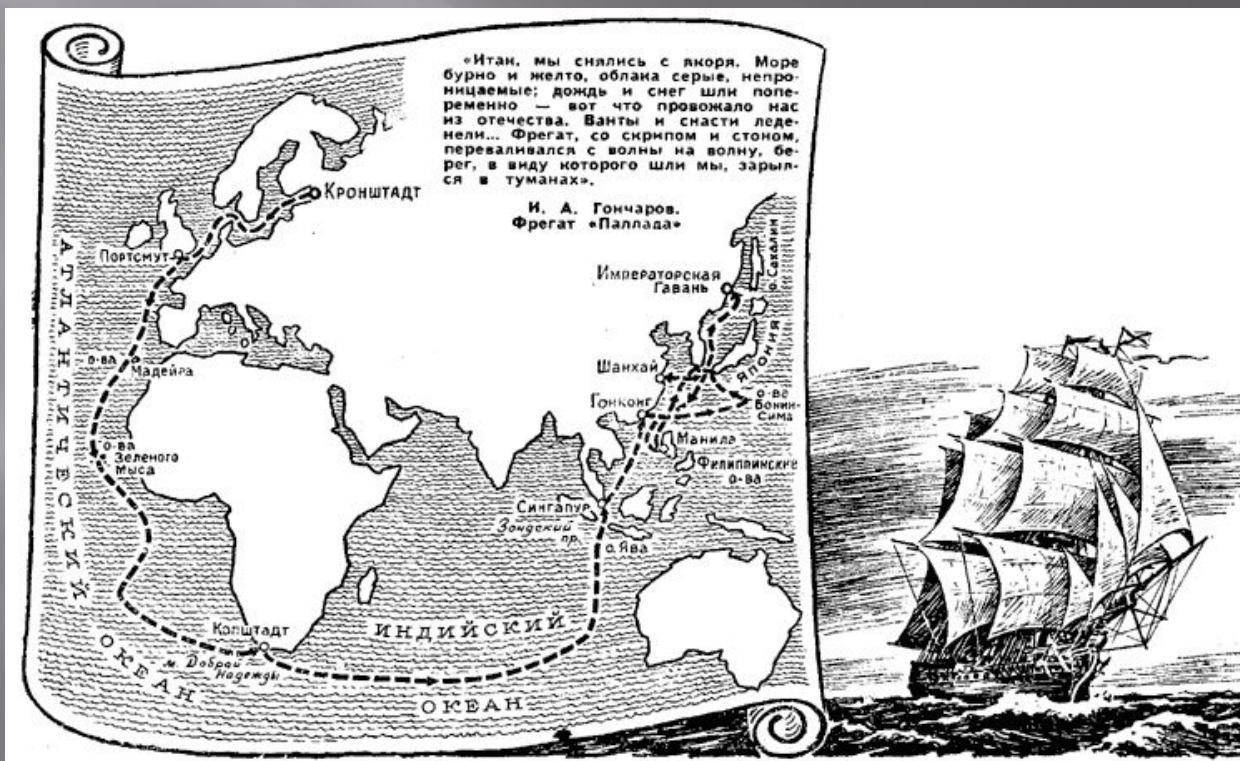 «Итак, мы снялись с якоря. Море
бурно и желто, облака серые, непро-
ницаемые; дождь и снег шли попе-
ременно — вот что провожало нас
из отечества. Ванты и снасти леде-
нели... Фрегат, со скрипом и стоном,
переваливался с волны на волну, бе-
рег, в виду которого шли мы, зарыл-
ся в туманах».
И. А. Гончаров.
Фрегат «Паллада»
Кронштадт
Портсмут
АТЛАНТИЧЕСКИЙ
ОКЕАН
о-ва
Мадейра
о-ва
Зеленого
Мыса
Капштадт
м. Доброй
Надежды
ИНДИЙСКИЙ
ОКЕАН
Императорская
Гавань
о. Сахалин
Япония
Шанхай
Гонконг
о-ва
Бонин-
Сима
Манила
Филиппинские
о-ва
Сингапур
Зондский
пр.
о. Ява